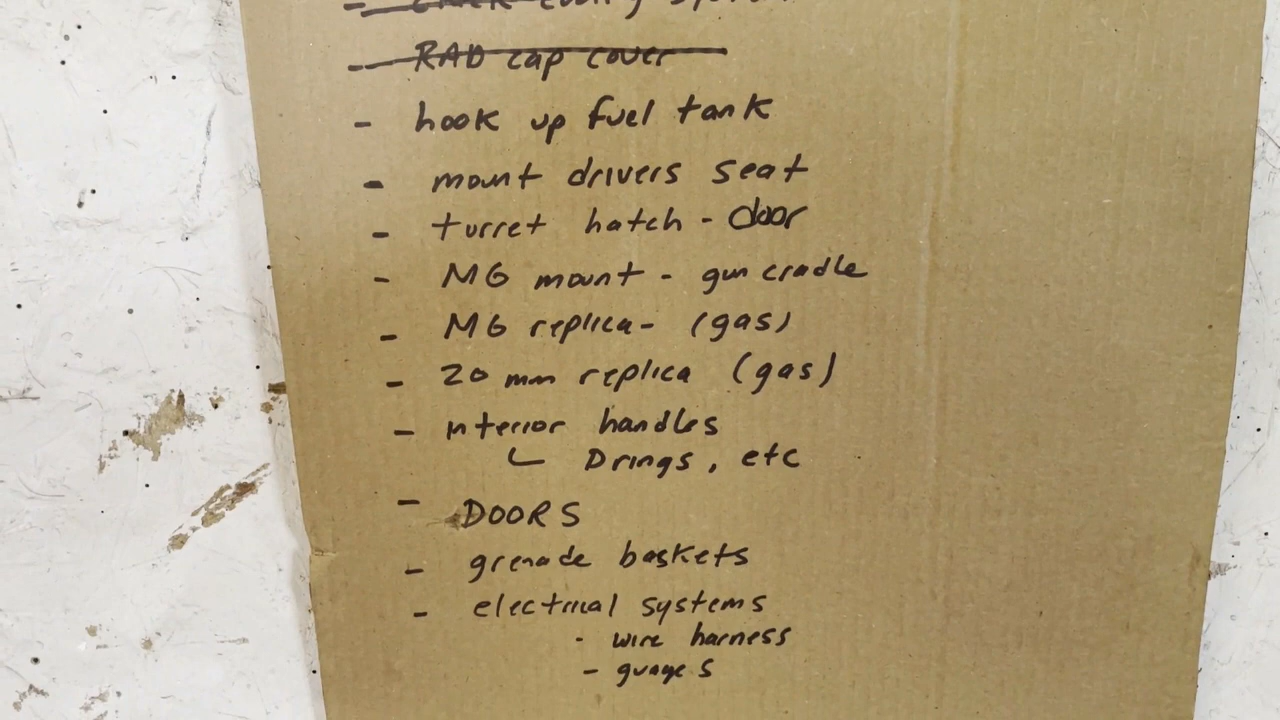 - RAD cap cover
- hook up fuel tank
- mount drivers seat
- turret hatch - door
- MG mount - gun cradle
- MG replica - (gas)
- 20 mm replica (gas)
- interior handles
Drings, etc
- DOORS
- grenade baskets
- electrical systems
- wire harness
- guages